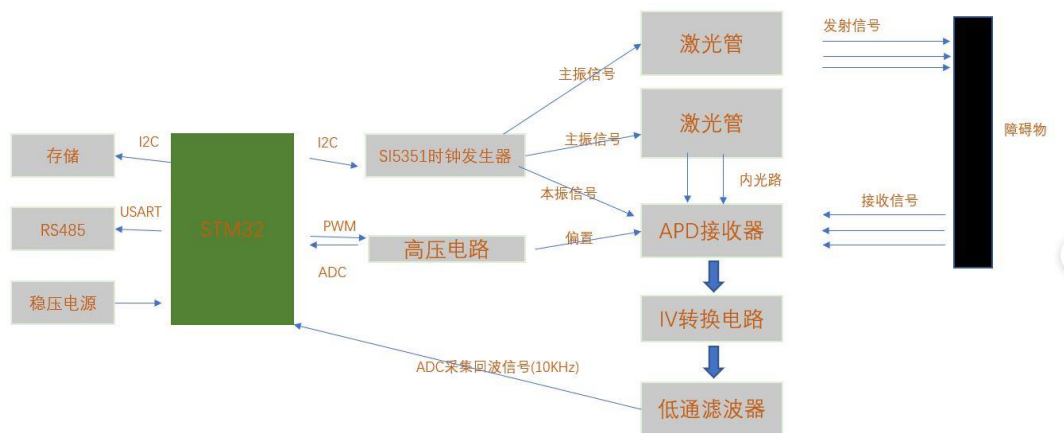 激光管
发射信号
主振信号
激光管
障碍物
I2C
I2C
主振信号
存储
SI5351时钟发生器
内光路
本振信号
接收信号
USART
RS485
STM32
PWM
偏置
APD接收器
高压电路
ADC
稳压电源
IV转换电路
ADC采集回波信号(10KHz)
低通滤波器